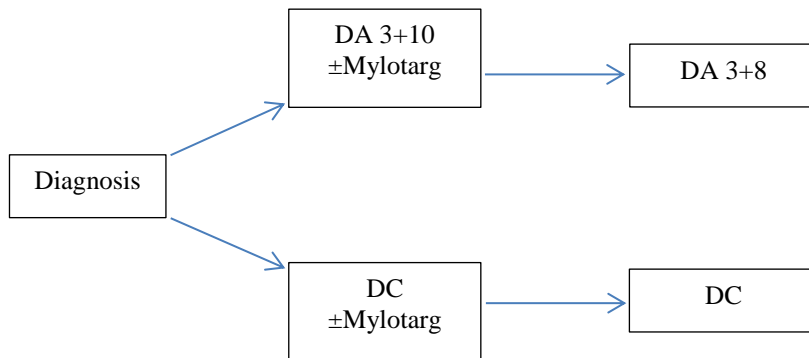 Diagnosis
DA 3+10
±Mylotarg
DA 3+8
DC
±Mylotarg
DC